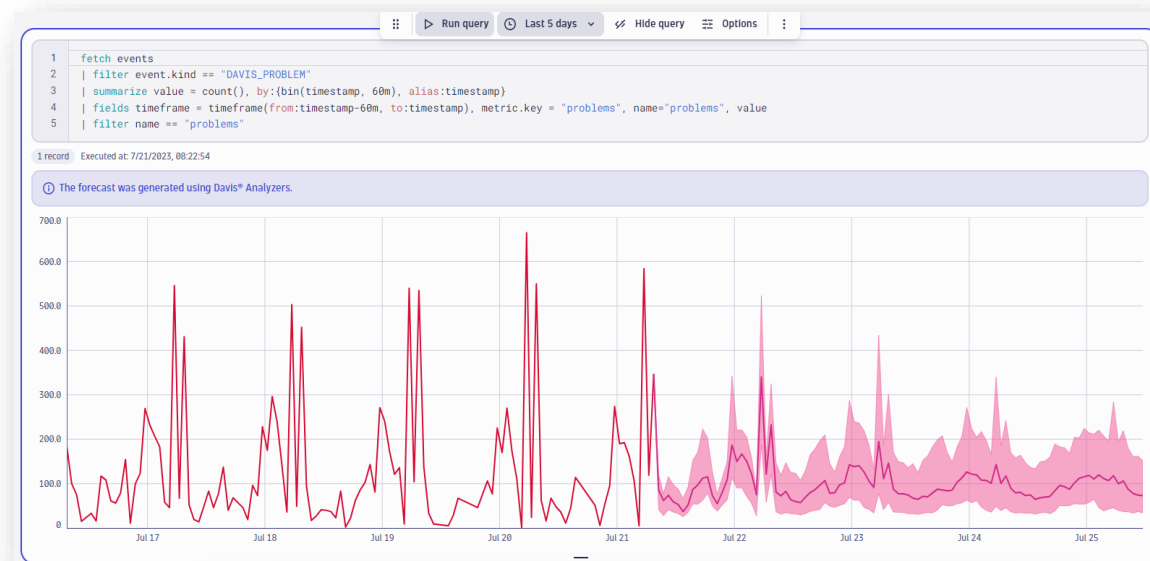 Run query Last 5 days Hide query Options
1 fetch events
2 | filter event.kind == "DAVIS_PROBLEM"
3 | summarize value = count(), by:{bin(timestamp, 60m), alias:timestamp}
4 | fields timeframe = timeframe(from:timestamp-60m, to:timestamp), metric.key = "problems", name="problems", value
5 | filter name == "problems"
1 record Executed at: 7/21/2023, 08:22:54
The forecast was generated using Davis® Analyzers.
700.0
600.0
500.0
400.0
300.0
200.0
100.0
0
Jul 17 Jul 18 Jul 19 Jul 20 Jul 21 Jul 22 Jul 23 Jul 24 Jul 25